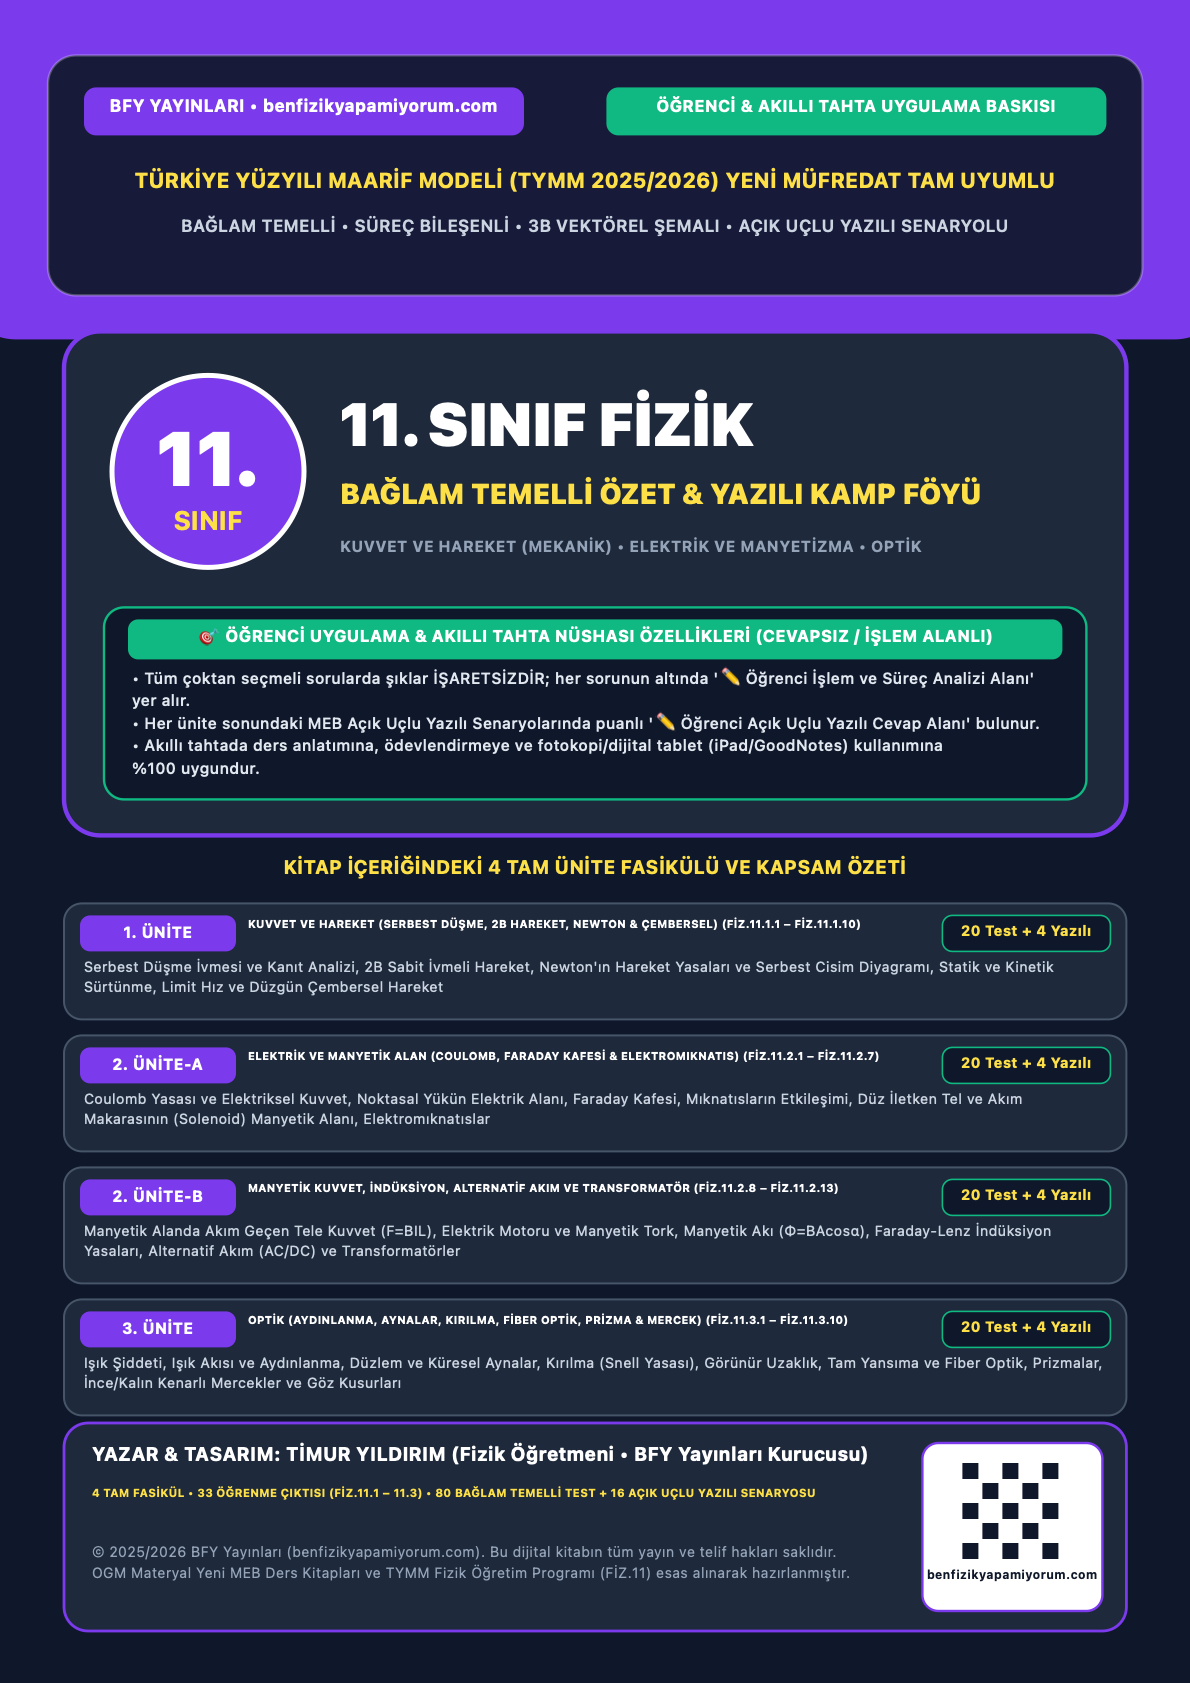 BFY YAYINLARI • benfizikyapamiyorum.com
ÖĞRENCİ & AKILLI TAHTA UYGULAMA BASKISI
TÜRKİYE YÜZYILI MAARİF MODELİ (TYMM 2025/2026) YENİ MÜFREDAT TAM UYUMLU
BAĞLAM TEMELLİ • SÜREÇ BİLEŞENLİ • 3B VEKTÖREL ŞEMALI • AÇIK UÇLU YAZILI SENARYOLU
11.
SINIF
11. SINIF FİZİK
BAĞLAM TEMELLİ ÖZET & YAZILI KAMP FÖYÜ
KUVVET VE HAREKET (MEKANİK) • ELEKTRİK VE MANYETİZMA • OPTİK
🎯 ÖĞRENCİ UYGULAMA & AKILLI TAHTA NÜSHASI ÖZELLİKLERİ (CEVAPSIZ / İŞLEM ALANLI)
• Tüm çoktan seçmeli sorularda şıklar İŞARETSİZDİR; her sorunun altında '✏️ Öğrenci İşlem ve Süreç Analizi Alanı'
yer alır.
• Her ünite sonundaki MEB Açık Uçlu Yazılı Senaryolarında puanlı '✏️ Öğrenci Açık Uçlu Yazılı Cevap Alanı' bulunur.
• Akıllı tahtada ders anlatımına, ödevlendirmeye ve fotokopi/dijital tablet (iPad/GoodNotes) kullanımına
%100 uygundur.
KİTAP İÇERİĞİNDEKİ 4 TAM ÜNİTE FASİKÜLÜ VE KAPSAM ÖZETİ
1. ÜNİTE
KUVVET VE HAREKET (SERBEST DÜŞME, 2B HAREKET, NEWTON & ÇEMBERSEL) (FİZ.11.1.1 – FİZ.11.1.10)
20 Test + 4 Yazılı
Serbest Düşme İvmesi ve Kanıt Analizi, 2B Sabit İvmeli Hareket, Newton'ın Hareket Yasaları ve Serbest Cisim Diyagramı, Statik ve Kinetik
Sürtünme, Limit Hız ve Düzgün Çembersel Hareket
2. ÜNİTE-A
ELEKTRİK VE MANYETİK ALAN (COULOMB, FARADAY KAFESİ & ELEKTROMIKNATIS) (FİZ.11.2.1 – FİZ.11.2.7)
20 Test + 4 Yazılı
Coulomb Yasası ve Elektriksel Kuvvet, Noktasal Yükün Elektrik Alanı, Faraday Kafesi, Mıknatısların Etkileşimi, Düz İletken Tel ve Akım
Makarasının (Solenoid) Manyetik Alanı, Elektromıknatıslar
2. ÜNİTE-B
MANYETİK KUVVET, İNDÜKSİYON, ALTERNATİF AKIM VE TRANSFORMATÖR (FİZ.11.2.8 – FİZ.11.2.13)
20 Test + 4 Yazılı
Manyetik Alanda Akım Geçen Tele Kuvvet (F=BIL), Elektrik Motoru ve Manyetik Tork, Manyetik Akı (Φ=BAcosα), Faraday-Lenz İndüksiyon
Yasaları, Alternatif Akım (AC/DC) ve Transformatörler
3. ÜNİTE
OPTİK (AYDINLANMA, AYNALAR, KIRILMA, FİBER OPTİK, PRİZMA & MERCEK) (FİZ.11.3.1 – FİZ.11.3.10)
20 Test + 4 Yazılı
Işık Şiddeti, Işık Akısı ve Aydınlanma, Düzlem ve Küresel Aynalar, Kırılma (Snell Yasası), Görünür Uzaklık, Tam Yansıma ve Fiber Optik, Prizmalar,
İnce/Kalın Kenarlı Mercekler ve Göz Kusurları
YAZAR & TASARIM: TİMUR YILDIRIM (Fizik Öğretmeni • BFY Yayınları Kurucusu)
4 TAM FASİKÜL • 33 ÖĞRENME ÇIKTISI (FİZ.11.1 – 11.3) • 80 BAĞLAM TEMELLİ TEST + 16 AÇIK UÇLU YAZILI SENARYOSU
© 2025/2026 BFY Yayınları (benfizikyapamiyorum.com). Bu dijital kitabın tüm yayın ve telif hakları saklıdır.
OGM Materyal Yeni MEB Ders Kitapları ve TYMM Fizik Öğretim Programı (FİZ.11) esas alınarak hazırlanmıştır.
benfizikyapamiyorum.com